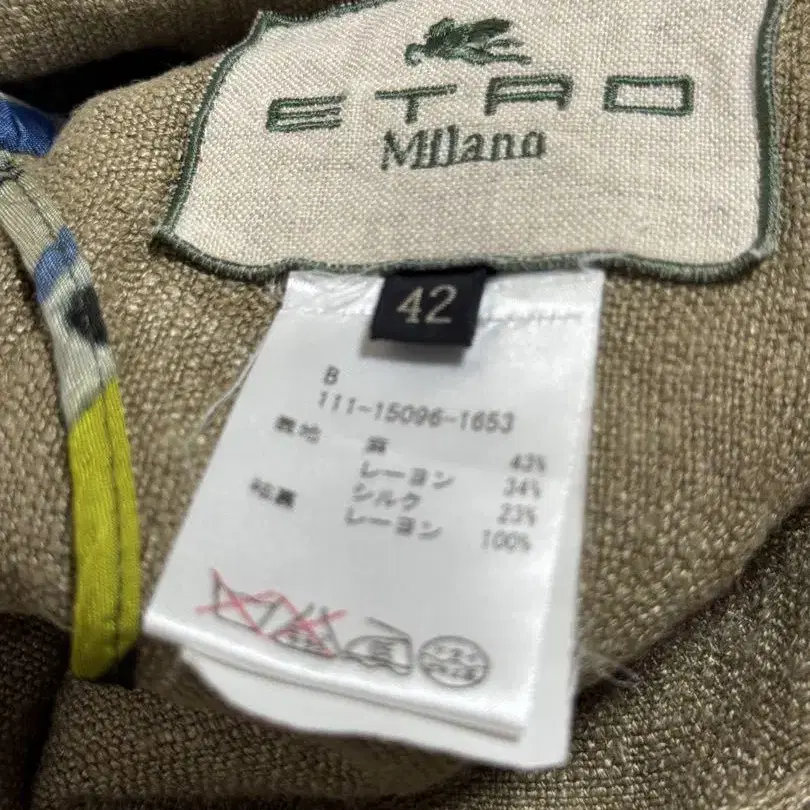 ETRO
Milano
42
B
111-15096-1653
表地 麻 43%
レーヨン 34%
シルク 23%
袖裏 レーヨン 100%